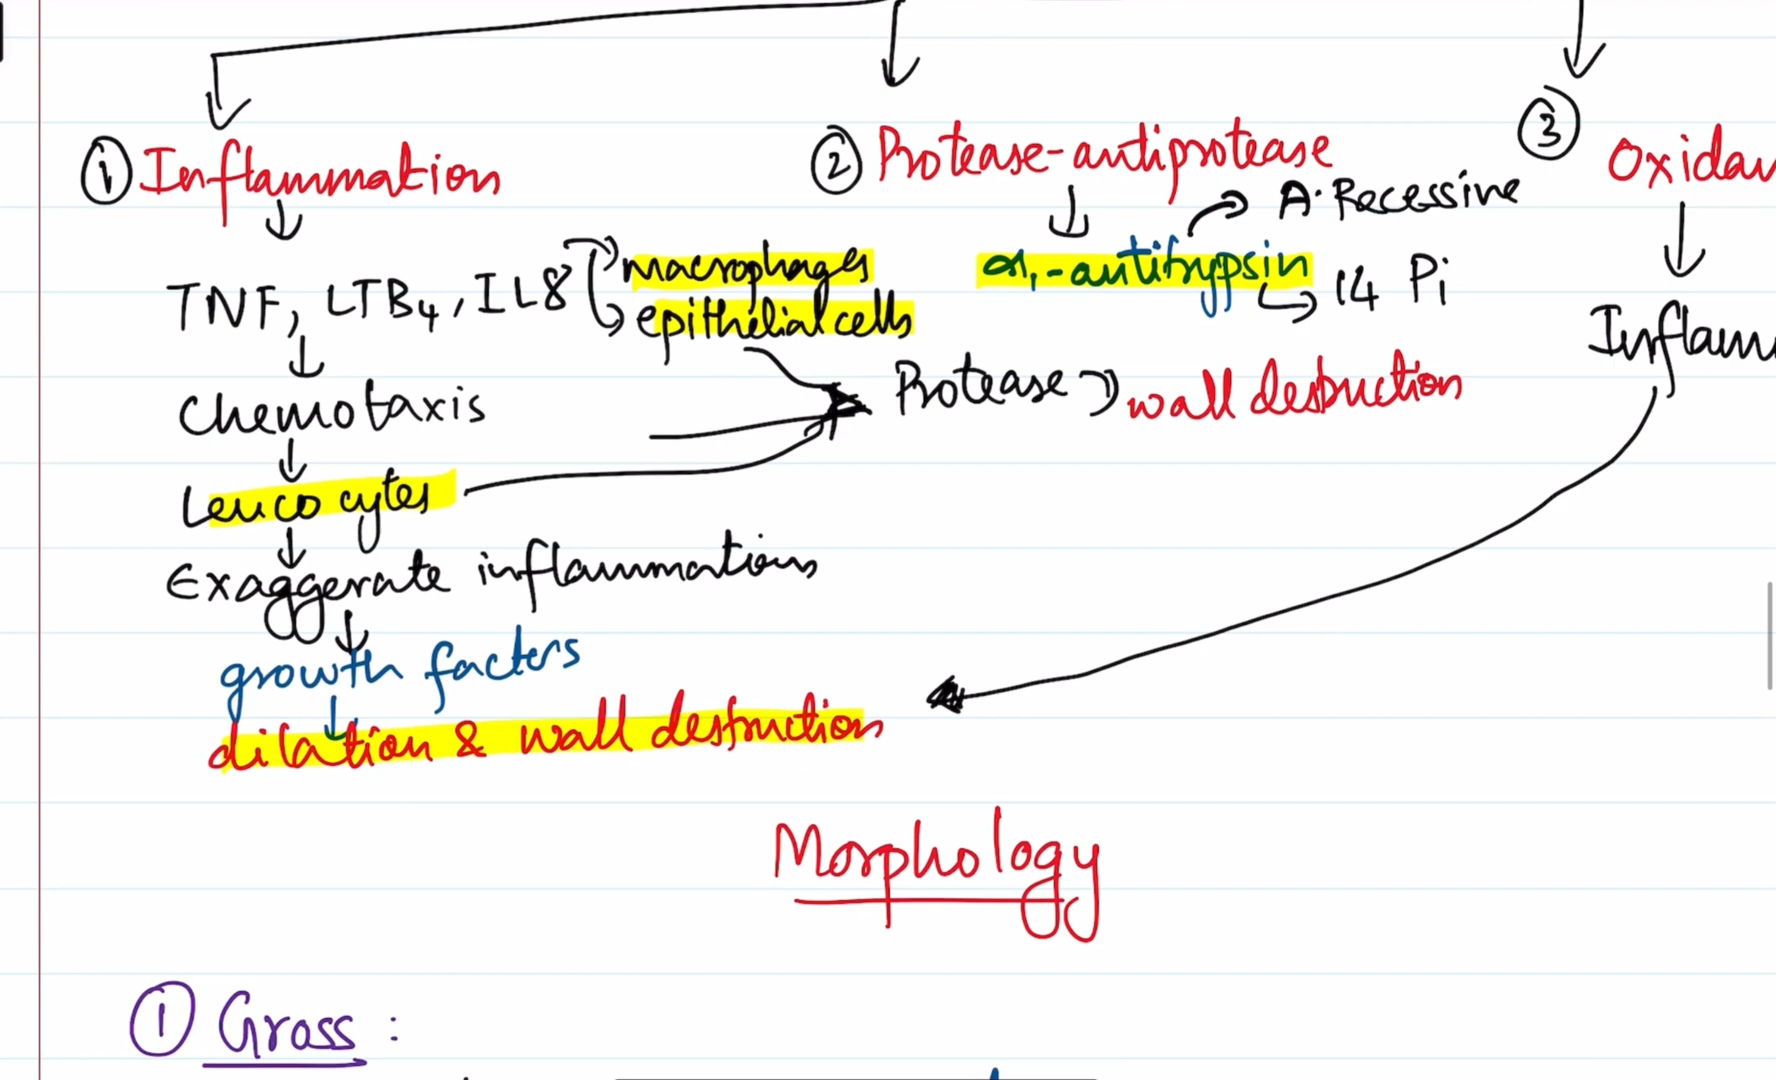 ① Inflammation
TNF, LTB4, IL8
macrophages
epithelial cells
Chemotaxis
Leucocytes
Exaggerate inflammation
growth factors
dilation & wall destruction
② Protease-antiprotease
A. Recessive
α1-antitrypsin
14 Pi
Protease
wall destruction
③
Oxidan
Inflam
Morphology
① Gross :